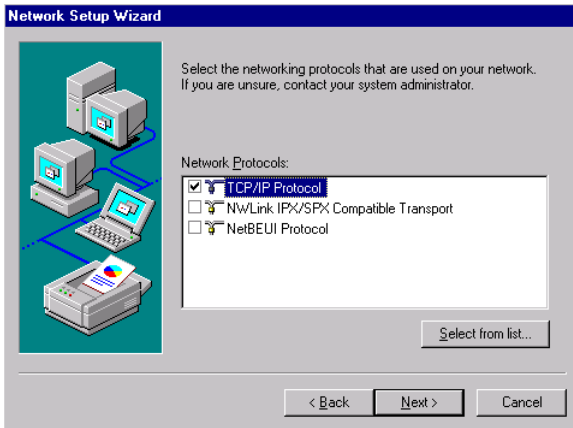 Network Setup Wizard
Select the networking protocols that are used on your network.
If you are unsure, contact your system administrator.
Network Protocols:
TCP/IP Protocol
NWLink IPX/SPX Compatible Transport
NetBEUI Protocol
Select from list...
< Back
Next >
Cancel